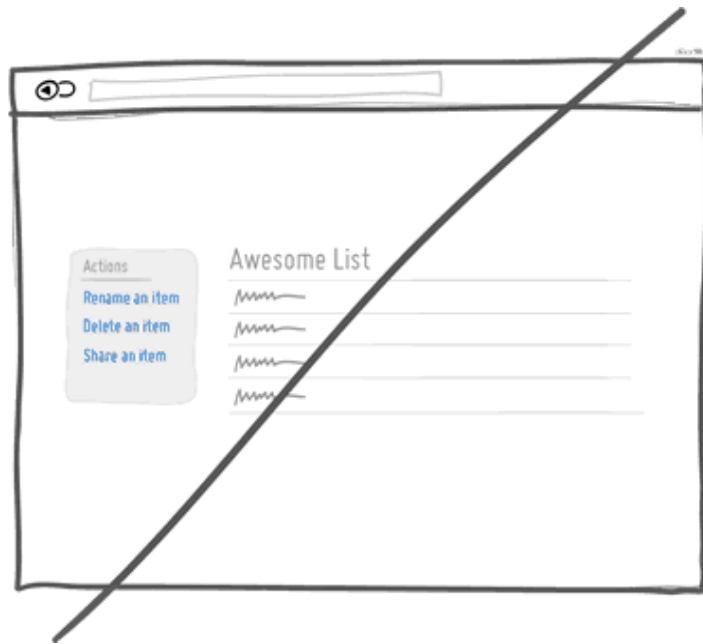 Actions
Rename an item
Delete an item
Share an item
Awesome List